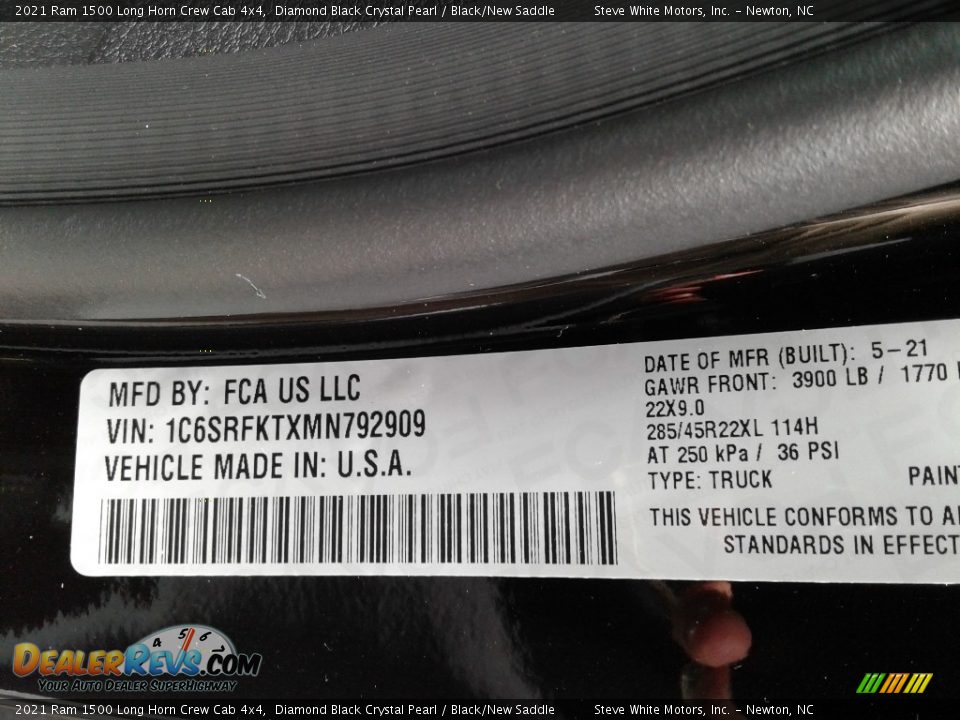 2021 Ram 1500 Long Horn Crew Cab 4x4, Diamond Black Crystal Pearl / Black/New Saddle Steve White Motors, Inc. - Newton, NC
MFD BY: FCA US LLC
VIN: 1C6SRFKTXMN792909
VEHICLE MADE IN: U.S.A.
DATE OF MFR (BUILT): 5-21
GAWR FRONT: 3900 LB / 1770
22X9.0
285/45R22XL 114H
AT 250 kPa / 36 PSI
TYPE: TRUCK PAINT
THIS VEHICLE CONFORMS TO A
STANDARDS IN EFFECT
4 5 6
DealerRevs.com
Your Auto Dealer SuperHighway
2021 Ram 1500 Long Horn Crew Cab 4x4, Diamond Black Crystal Pearl / Black/New Saddle Steve White Motors, Inc. - Newton, NC